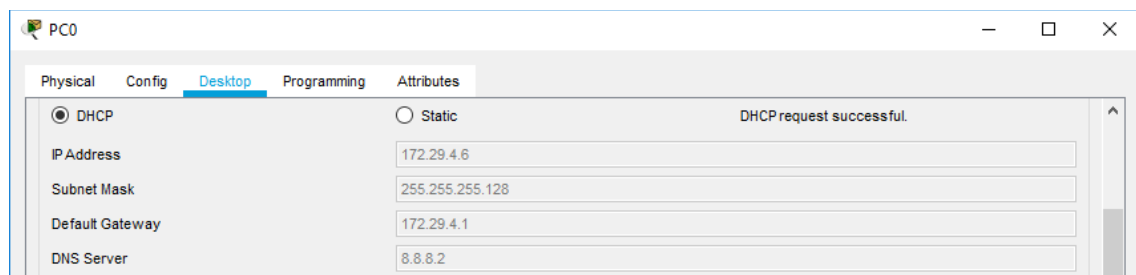 PC0
Physical Config Desktop Programming Attributes
DHCP Static DHCP request successful.
IP Address 172.29.4.6
Subnet Mask 255.255.255.128
Default Gateway 172.29.4.1
DNS Server 8.8.8.2